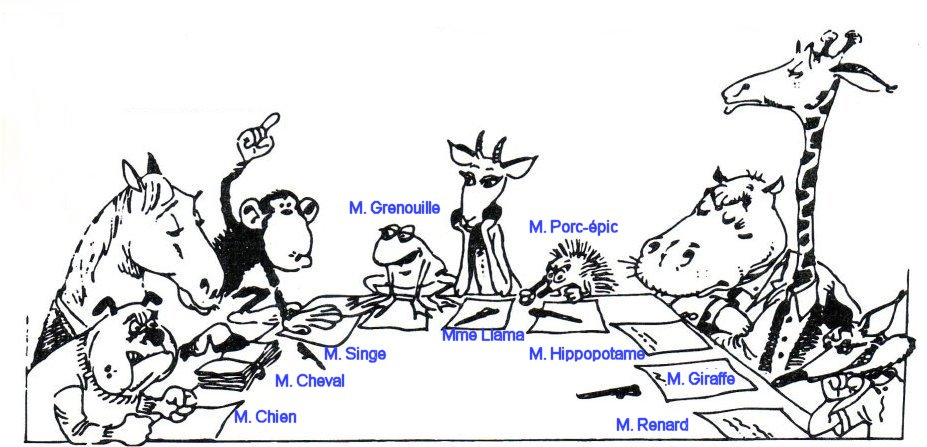 M. Grenouille
M. Porc-épic
Mme Llama
M. Singe
M. Hippopotame
M. Cheval
M. Giraffe
M. Chien
M. Renard